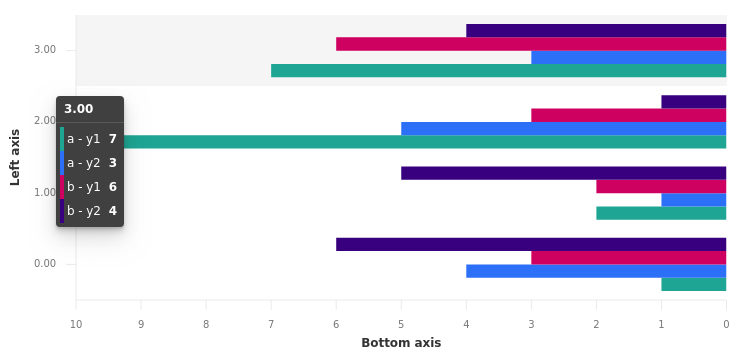 3.00
2.00
1.00
0.00
Left axis
3.00
a - y1 7
a - y2 3
b - y1 6
b - y2 4
10 9 8 7 6 5 4 3 2 1 0
Bottom axis